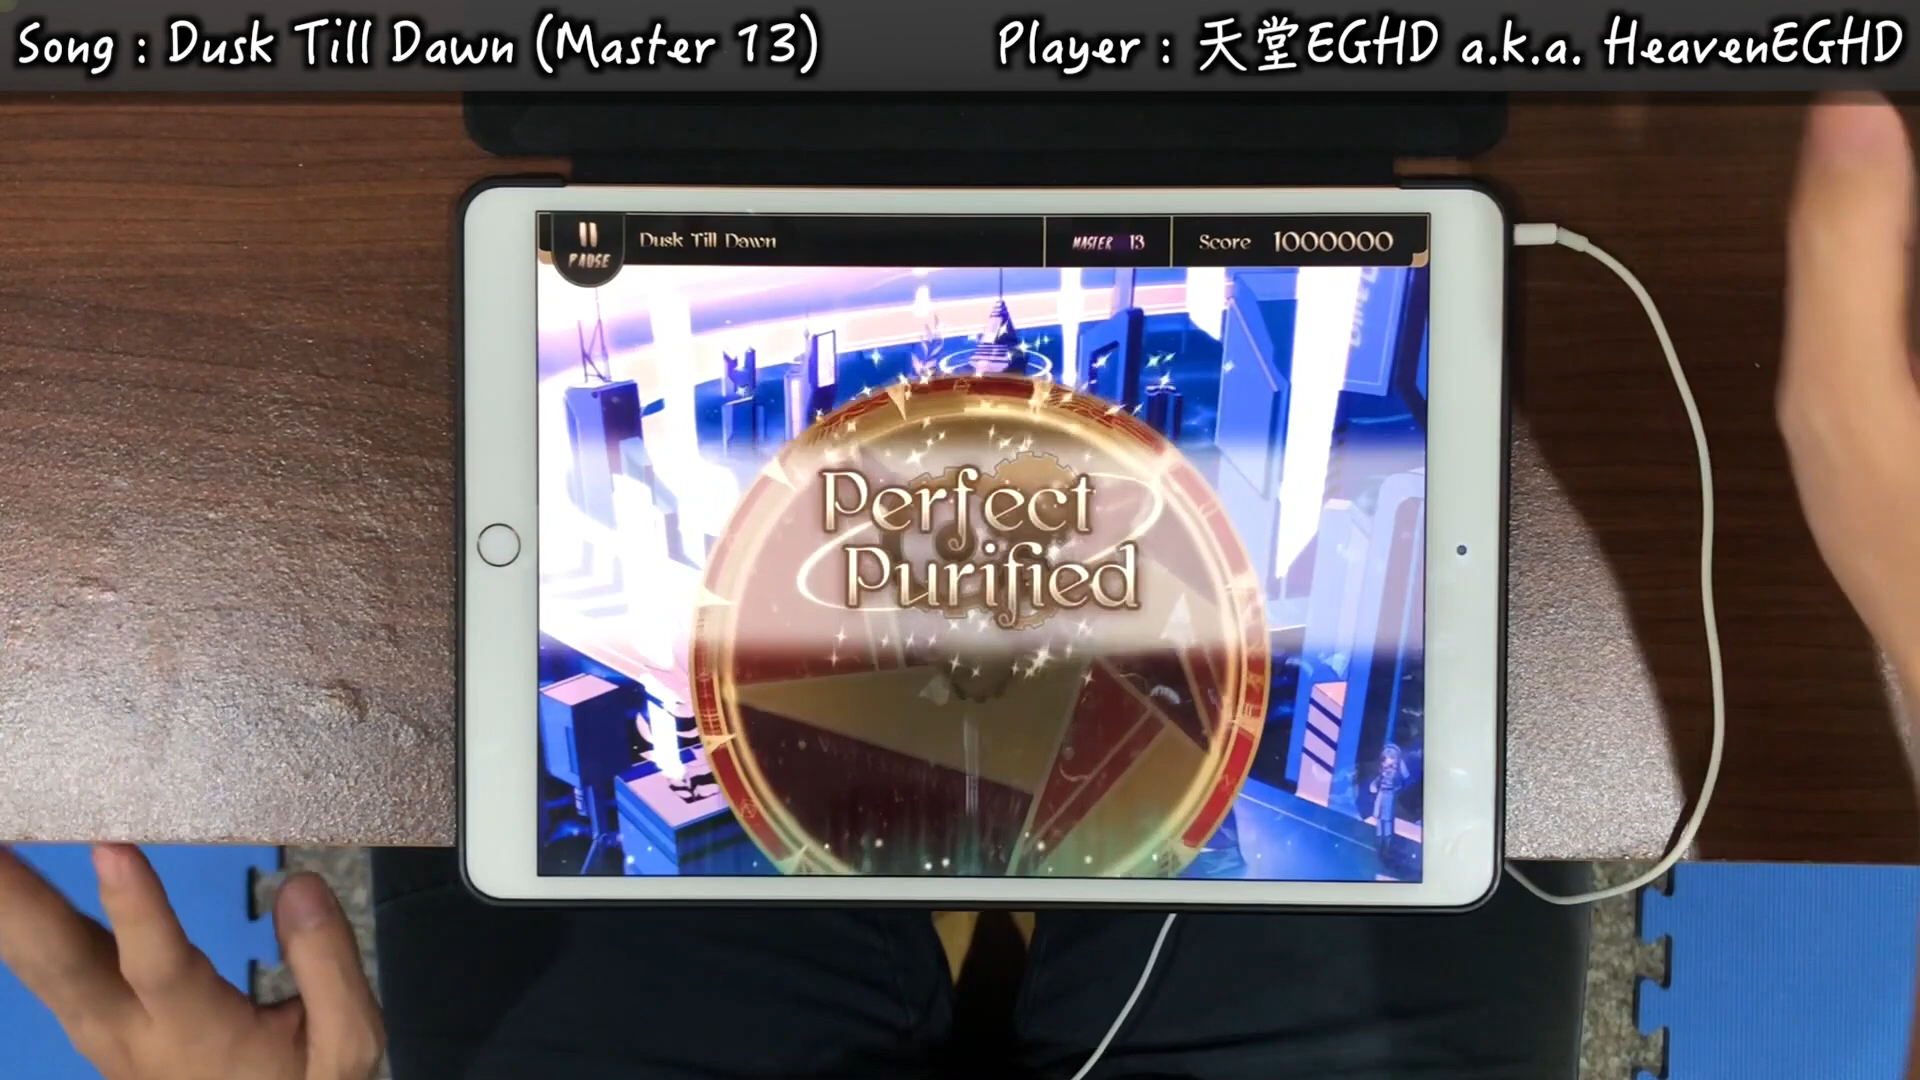 Song : Dusk Till Dawn (Master 13)
Player : 天堂EGHD a.k.a. HeavenEGHD
PAUSE
Dusk Till Dawn
MASTER 13
Score 1000000
Perfect
Purified